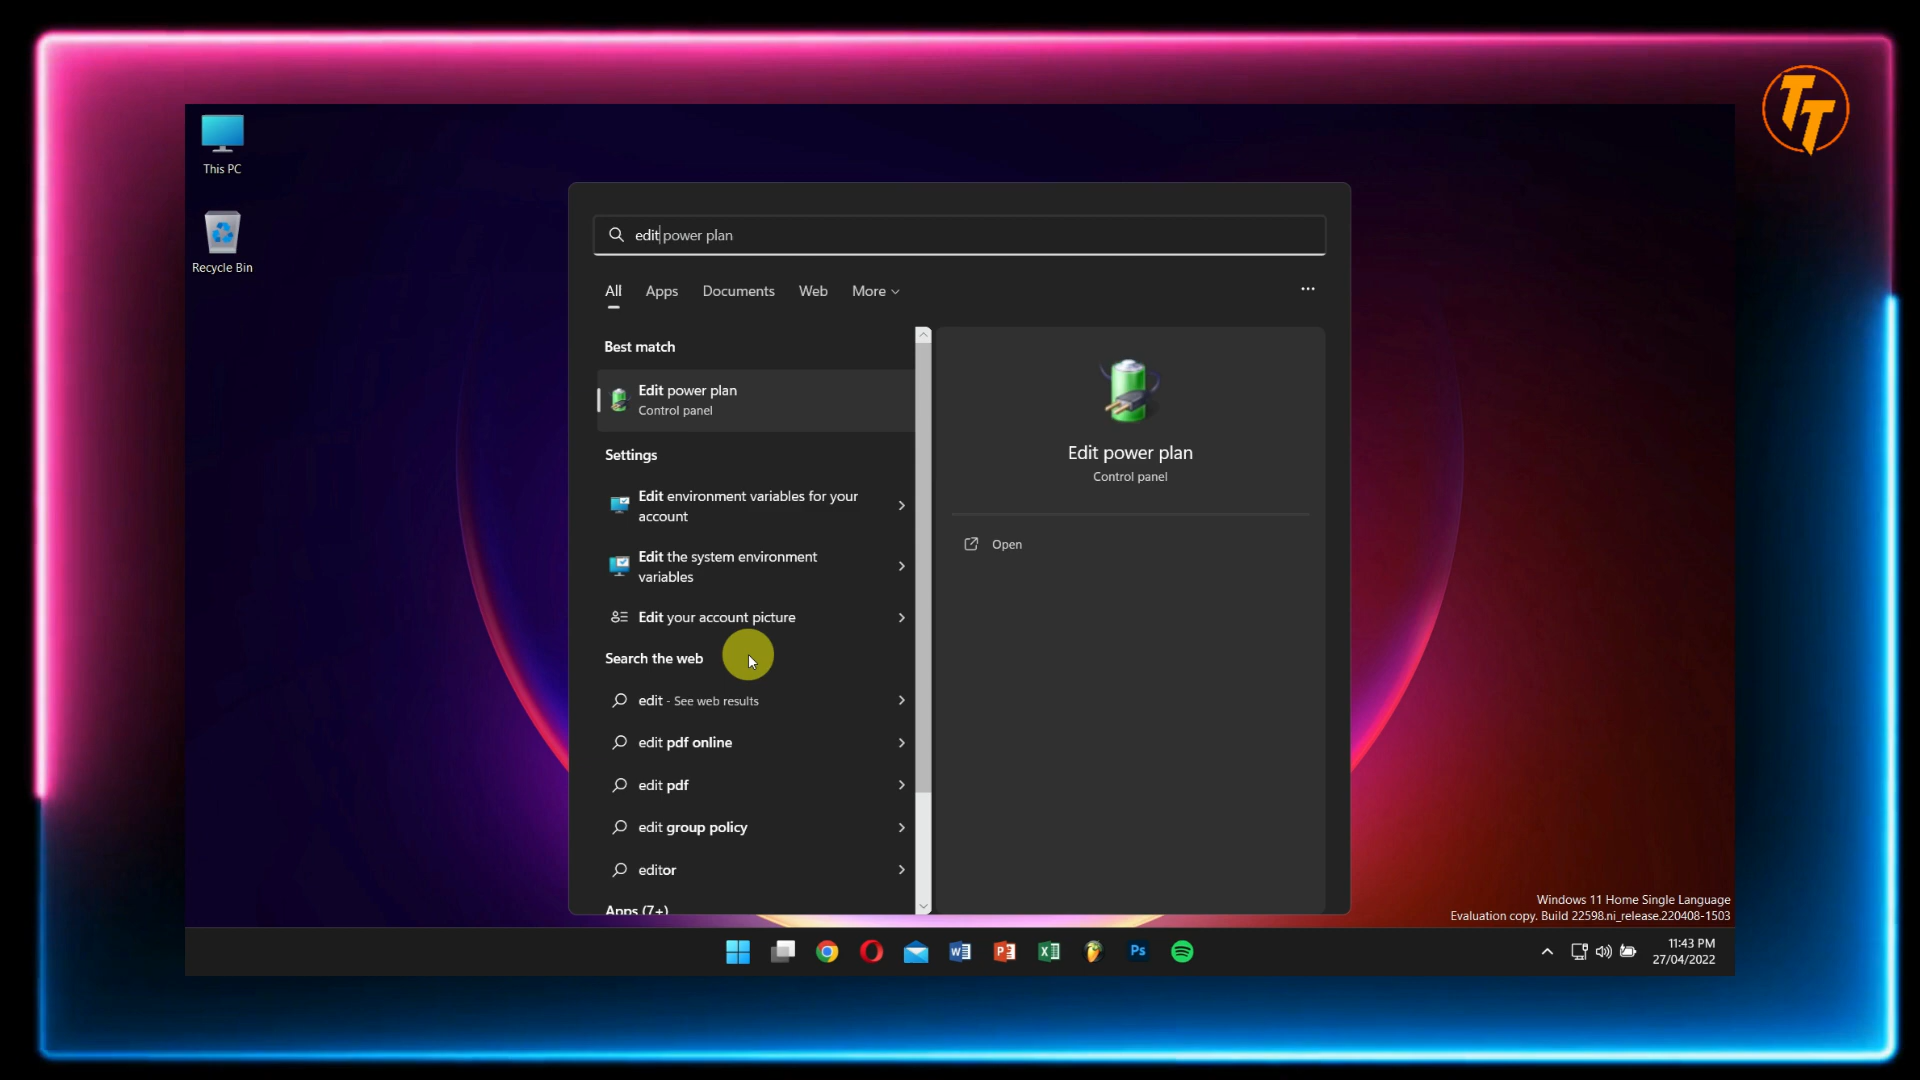 TT
This PC
Recycle Bin
edit power plan
All Apps Documents Web More
Best match
Edit power plan
Control panel
Settings
Edit environment variables for your
account
Edit the system environment
variables
Edit your account picture
Search the web
edit - See web results
edit pdf online
edit pdf
edit group policy
editor
Apps (7+)
Edit power plan
Control panel
Open
Windows 11 Home Single Language
Evaluation copy. Build 22598.ni_release.220408-1503
W P X Ps
11:43 PM
27/04/2022